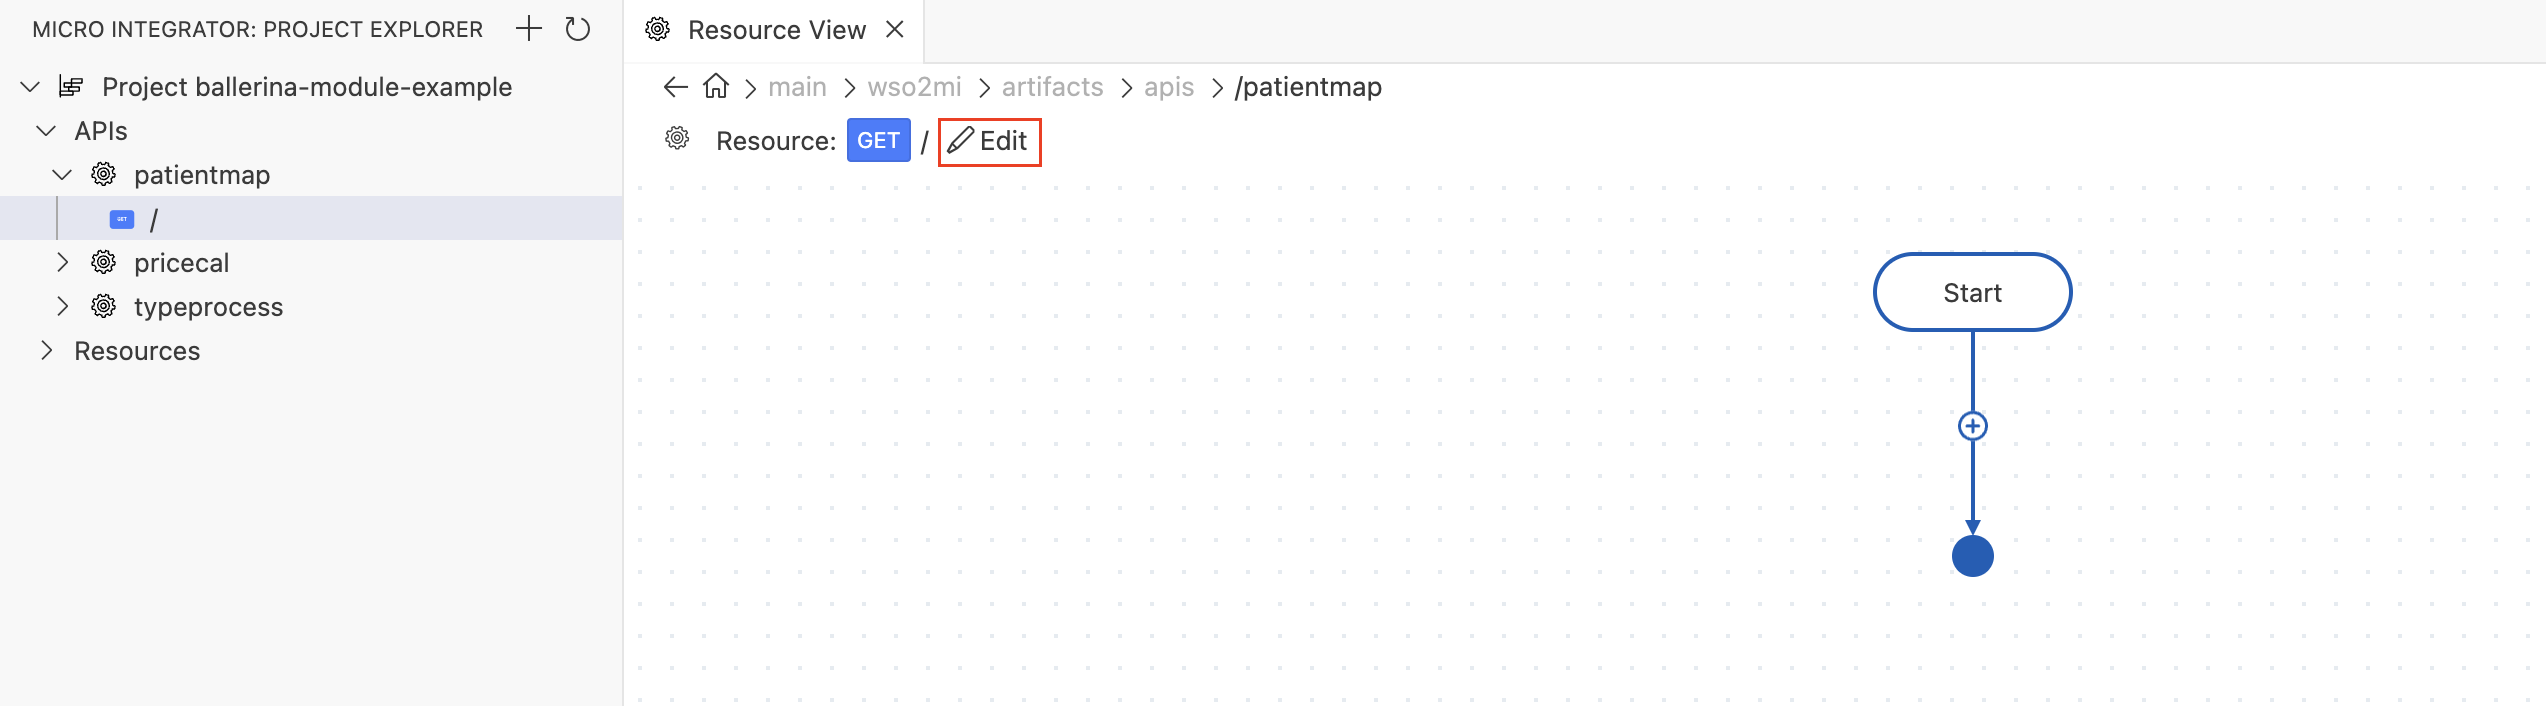 MICRO INTEGRATOR: PROJECT EXPLORER
Project ballerina-module-example
APIs
patientmap
GET /
pricecal
typeprocess
Resources
Resource View
main wso2mi artifacts apis /patientmap
Resource: GET / Edit
Start